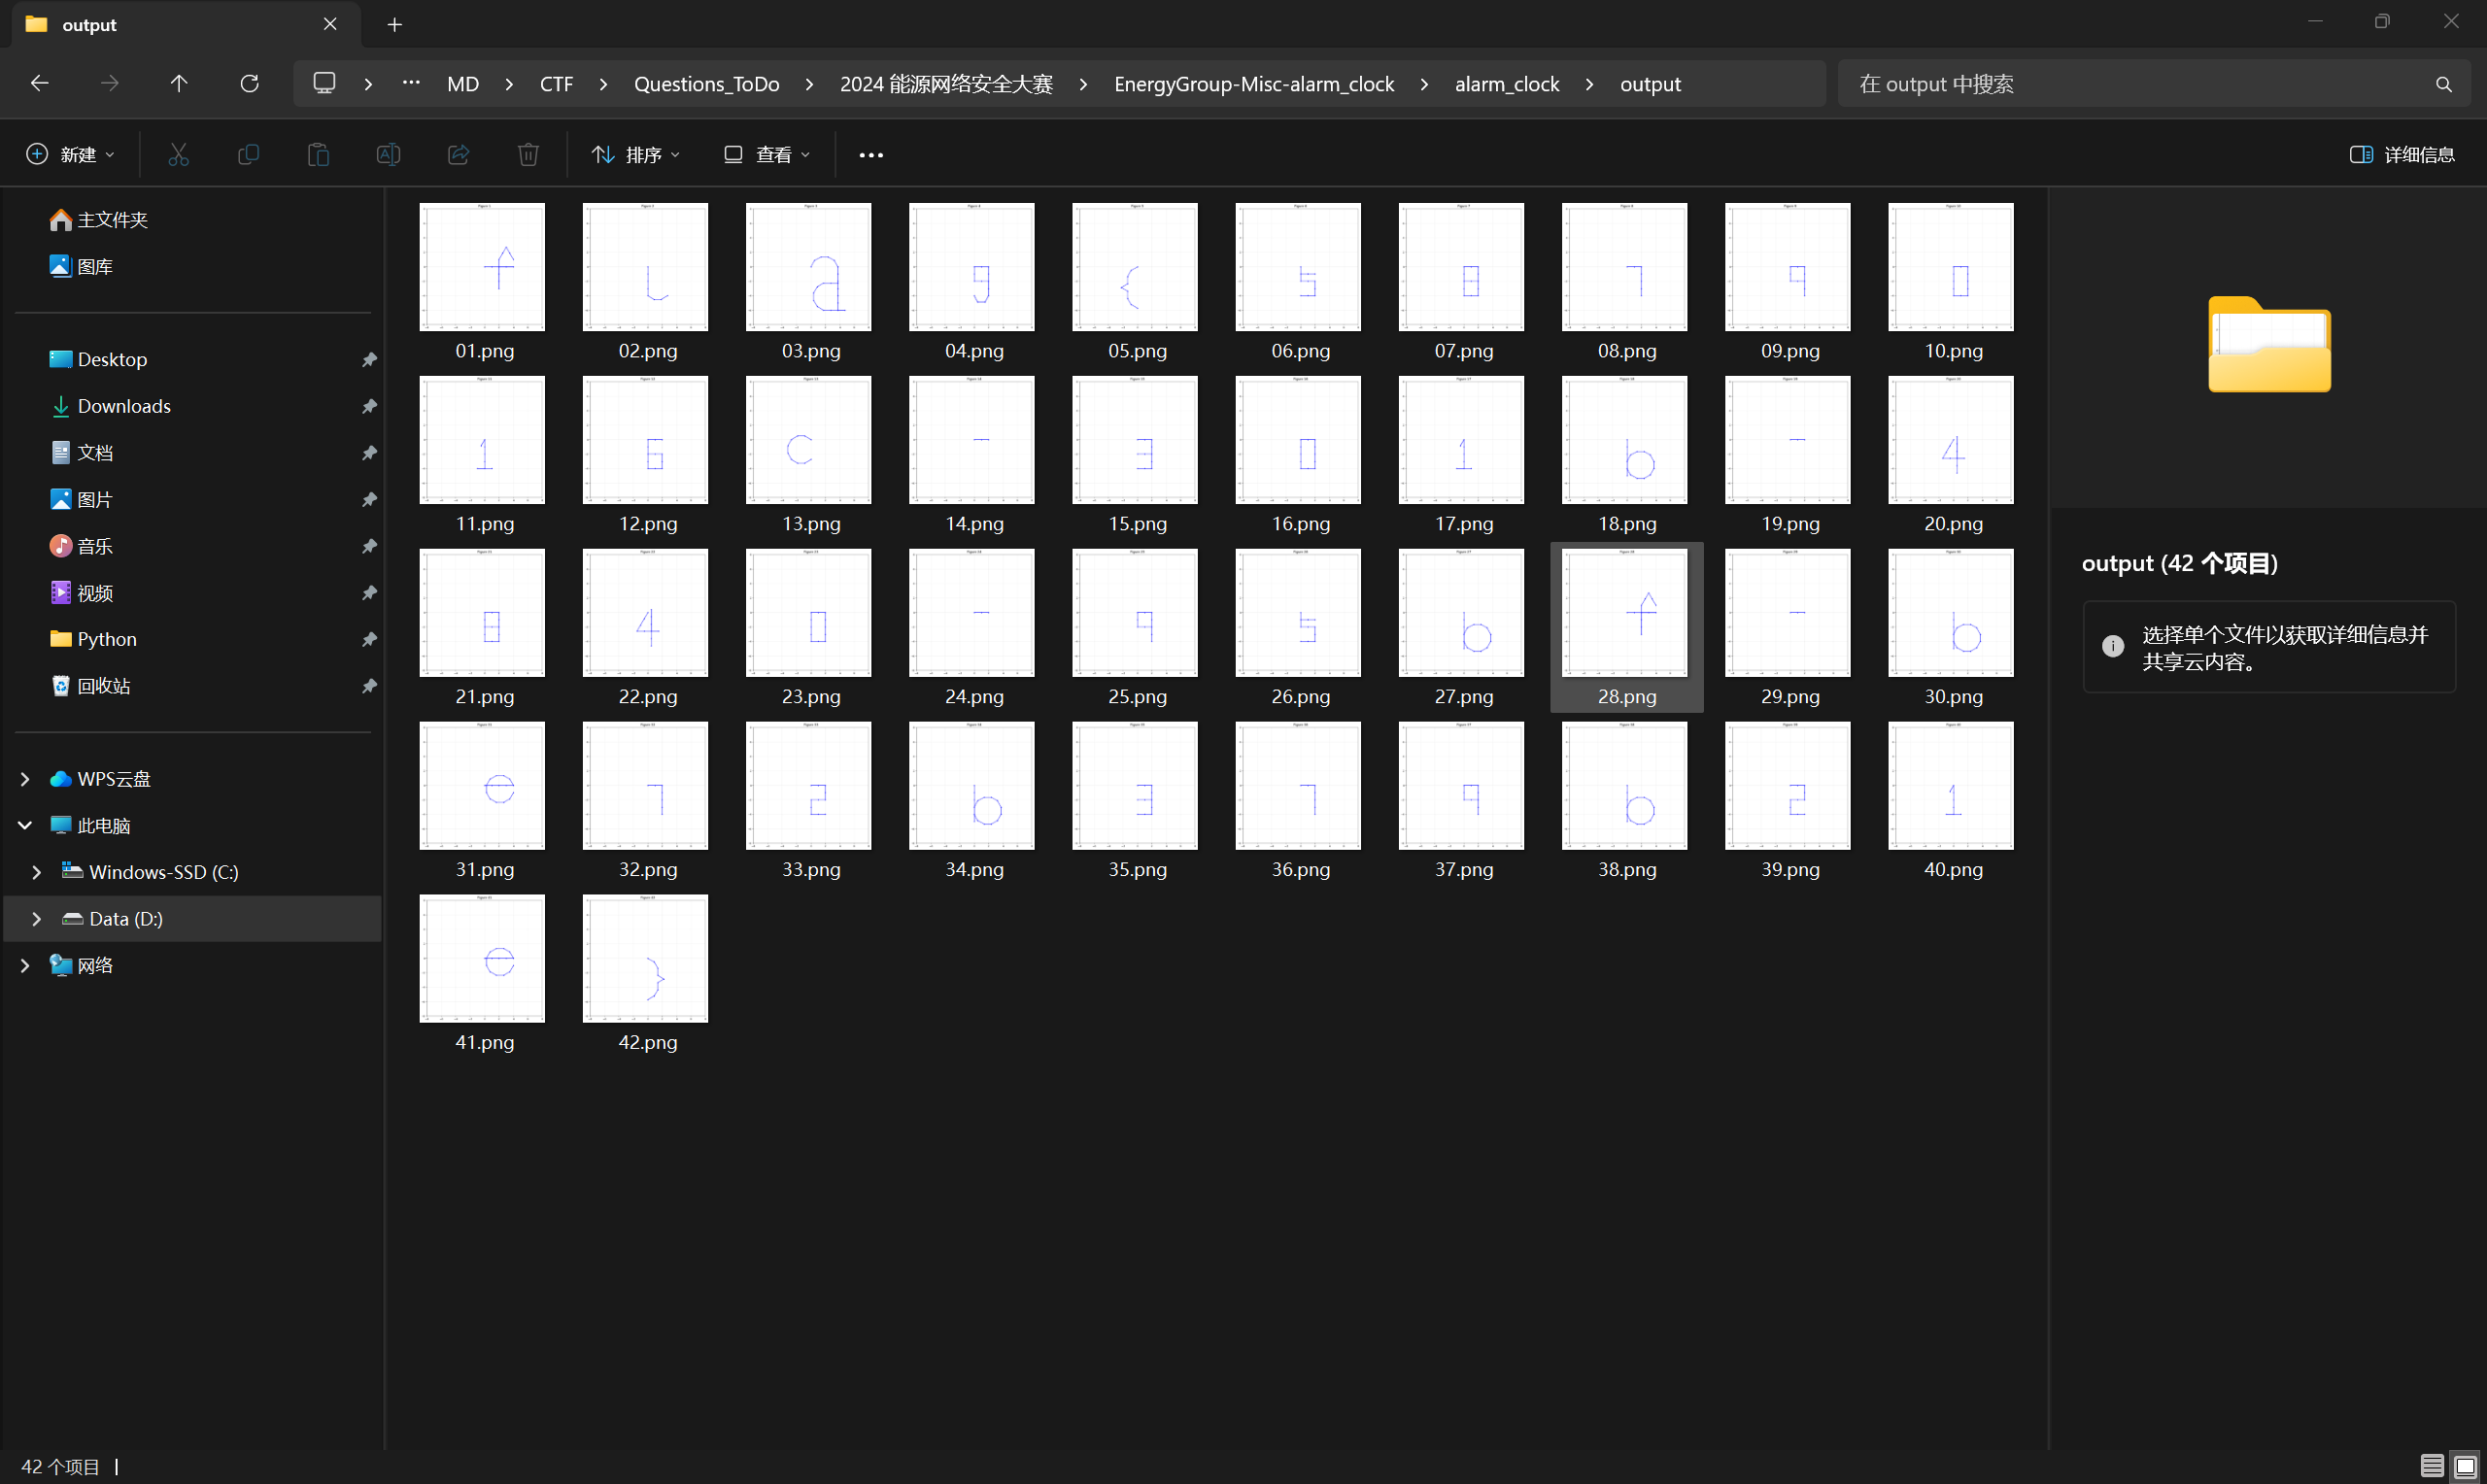 output
MD > CTF > Questions_ToDo > 2024 能源网络安全大赛 > EnergyGroup-Misc-alarm_clock > alarm_clock > output
在 output 中搜索
新建 排序 查看 详细信息
主文件夹
图库
Desktop
Downloads
文档
图片
音乐
视频
Python
回收站
WPS云盘
此电脑
Windows-SSD (C:)
Data (D:)
网络
f l a g { 5 8 7 9 0
01.png 02.png 03.png 04.png 05.png 06.png 07.png 08.png 09.png 10.png
1 6 c - 3 0 1 b - 4
11.png 12.png 13.png 14.png 15.png 16.png 17.png 18.png 19.png 20.png
8 4 0 - 9 5 b f - b
21.png 22.png 23.png 24.png 25.png 26.png 27.png 28.png 29.png 30.png
e 7 2 b 3 7 9 b 2 1
31.png 32.png 33.png 34.png 35.png 36.png 37.png 38.png 39.png 40.png
e }
41.png 42.png
output (42 个项目)
选择单个文件以获取详细信息并
共享云内容。
42 个项目